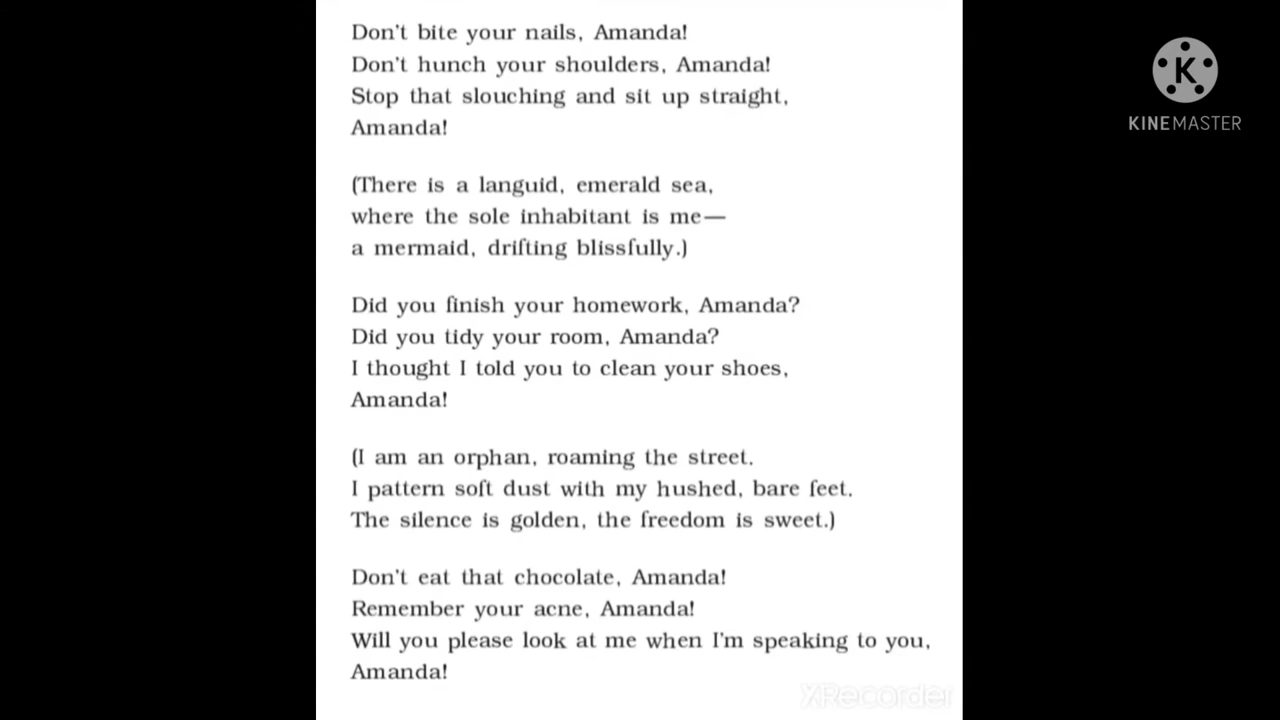 Don't bite your nails, Amanda!
Don't hunch your shoulders, Amanda!
Stop that slouching and sit up straight,
Amanda!
(There is a languid, emerald sea,
where the sole inhabitant is me—
a mermaid, drifting blissfully.)
Did you finish your homework, Amanda?
Did you tidy your room, Amanda?
I thought I told you to clean your shoes,
Amanda!
(I am an orphan, roaming the street.
I pattern soft dust with my hushed, bare feet.
The silence is golden, the freedom is sweet.)
Don't eat that chocolate, Amanda!
Remember your acne, Amanda!
Will you please look at me when I'm speaking to you,
Amanda!
K
KINEMASTER
XRecorder